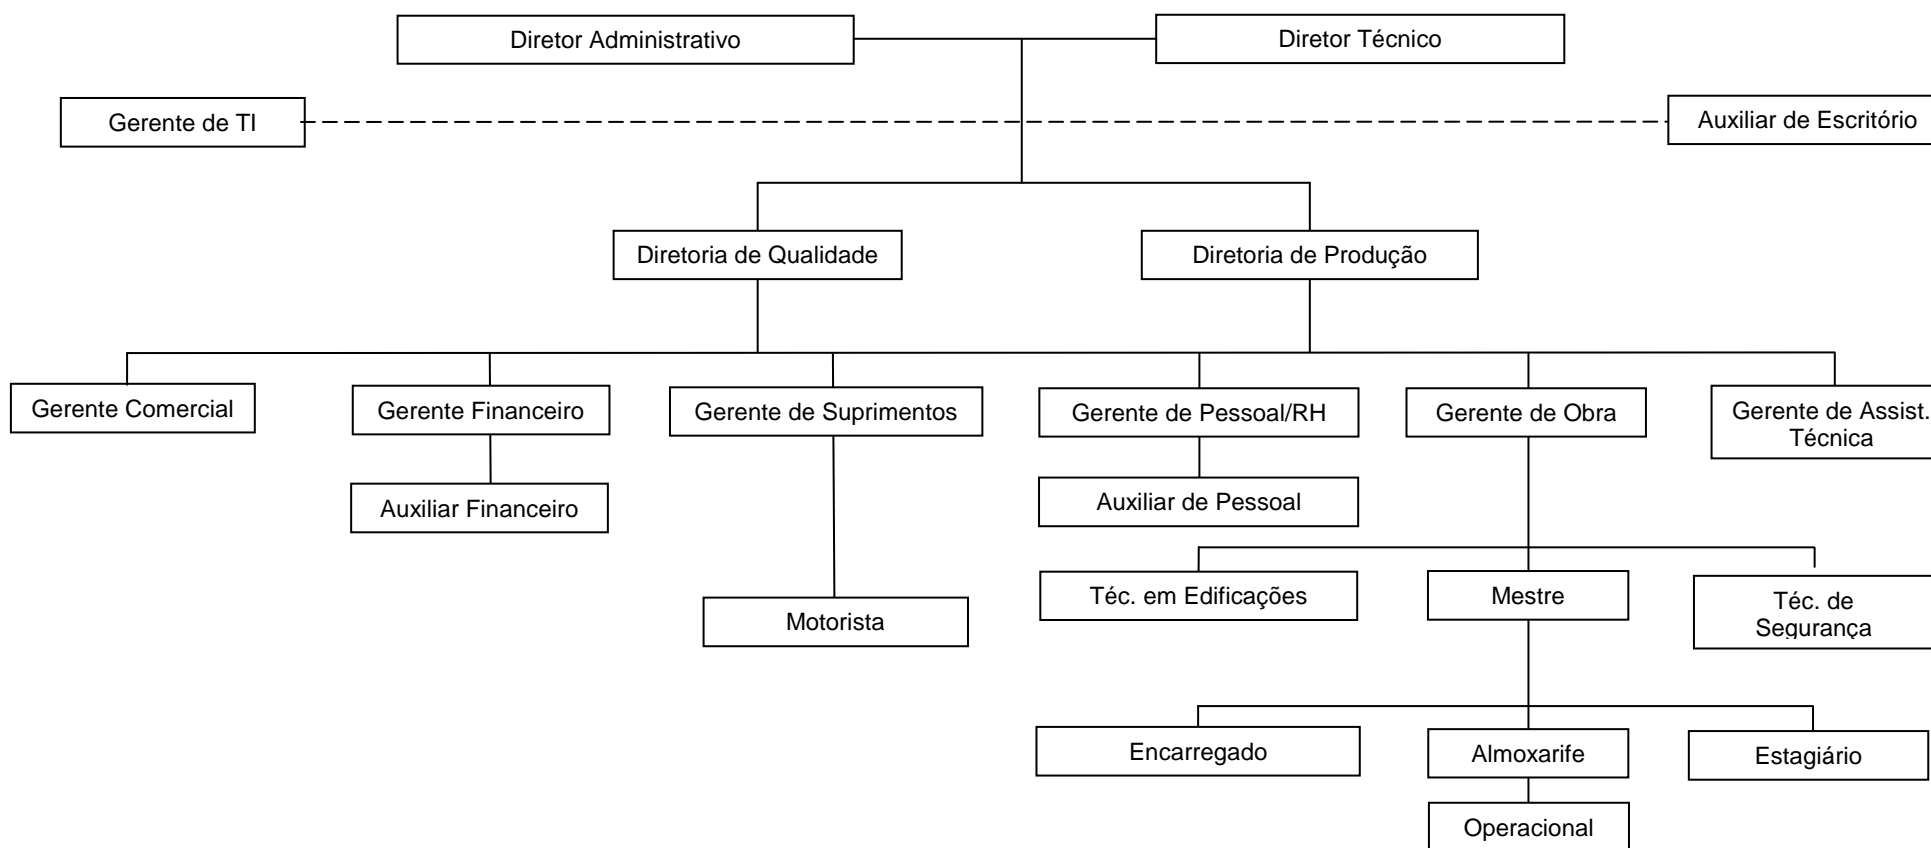 Diretor Administrativo
Diretor Técnico
Gerente de TI
Auxiliar de Escritório
Diretoria de Qualidade
Diretoria de Produção
Gerente Comercial
Gerente Financeiro
Gerente de Suprimentos
Gerente de Pessoal/RH
Gerente de Obra
Gerente de Assist.
Técnica
Auxiliar Financeiro
Auxiliar de Pessoal
Téc. em Edificações
Mestre
Téc. de
Segurança
Motorista
Encarregado
Almoxarife
Estagiário
Operacional